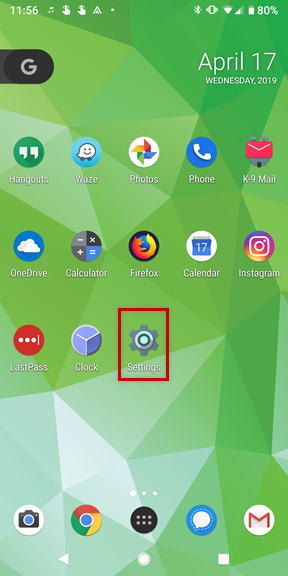 11:56
80%
G
April 17
WEDNESDAY, 2019
Hangouts Waze Photos Phone K-9 Mail
17
OneDrive Calculator Firefox Calendar Instagram
LastPass Clock Settings